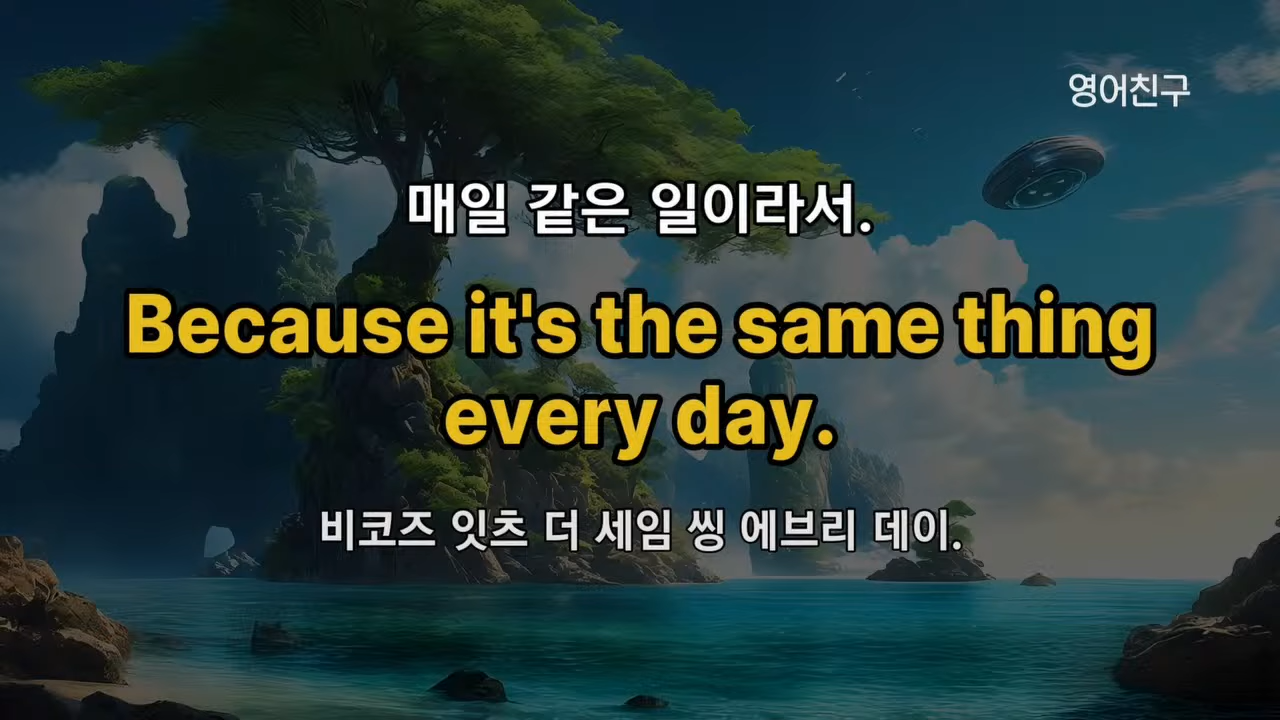 영어친구
매일 같은 일이라서.
Because it's the same thing
every day.
비코즈 잇츠 더 세임 씽 에브리 데이.